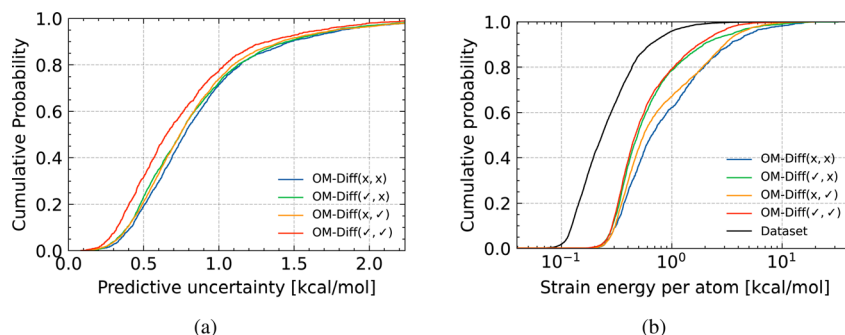 1.0
0.8
0.6
0.4
0.2
0.0
Cumulative Probability
0.0 0.5 1.0 1.5 2.0
Predictive uncertainty [kcal/mol]
OM-Diff(x, x)
OM-Diff(✓, x)
OM-Diff(x, ✓)
OM-Diff(✓, ✓)
(a)
1.0
0.8
0.6
0.4
0.2
0.0
Cumulative probability
10⁻¹ 10⁰ 10¹
Strain energy per atom [kcal/mol]
OM-Diff(x, x)
OM-Diff(✓, x)
OM-Diff(x, ✓)
OM-Diff(✓, ✓)
Dataset
(b)